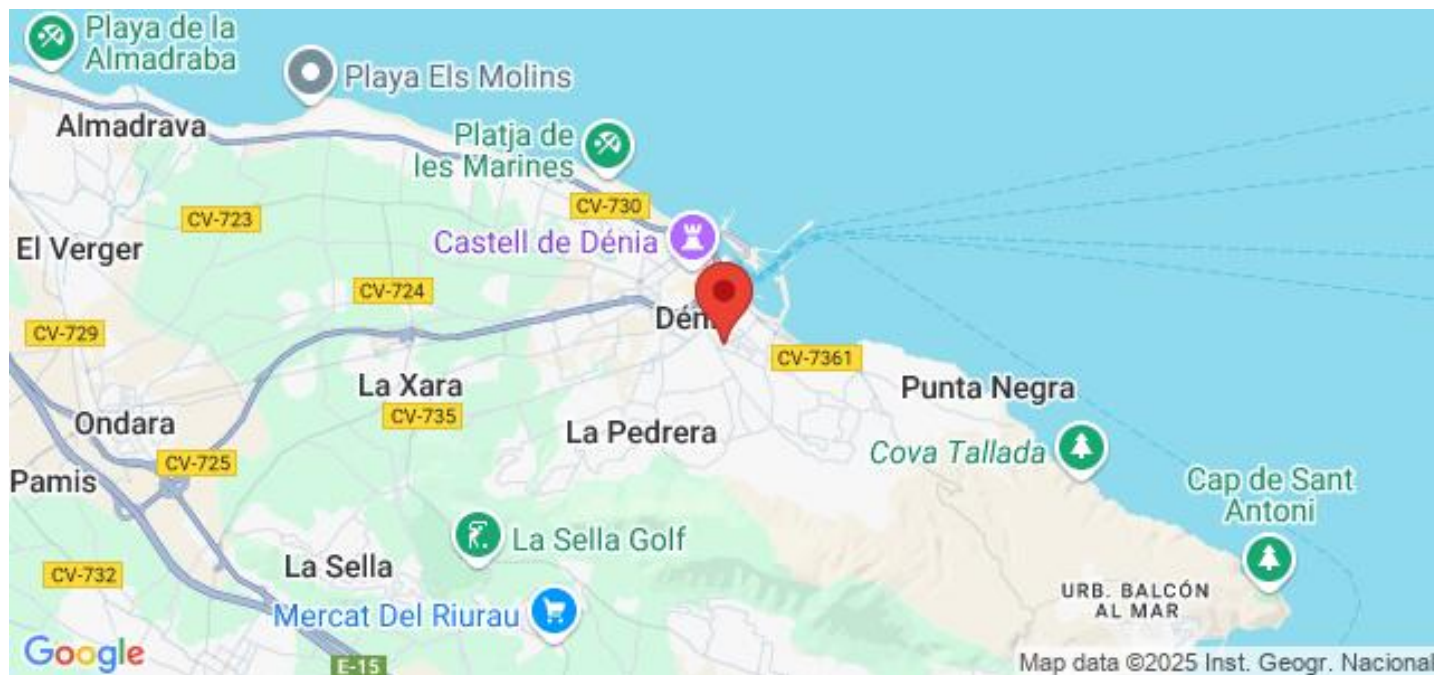 Playa de la
Almadraba
Playa Els Molins
Almadrava
Platja de
les Marines
CV-723
CV-730
El Verger
Castell de Dénia
CV-724
CV-729
CV-7361
La Xara
Punta Negra
CV-735
Ondara
La Pedrera
Cova Tallada
CV-725
Pamis
Cap de Sant
Antoni
La Sella Golf
La Sella
CV-732
URB. BALCÓN
AL MAR
Mercat Del Riurau
Google
E-15
Map data ©2025 Inst. Geogr. Nacional